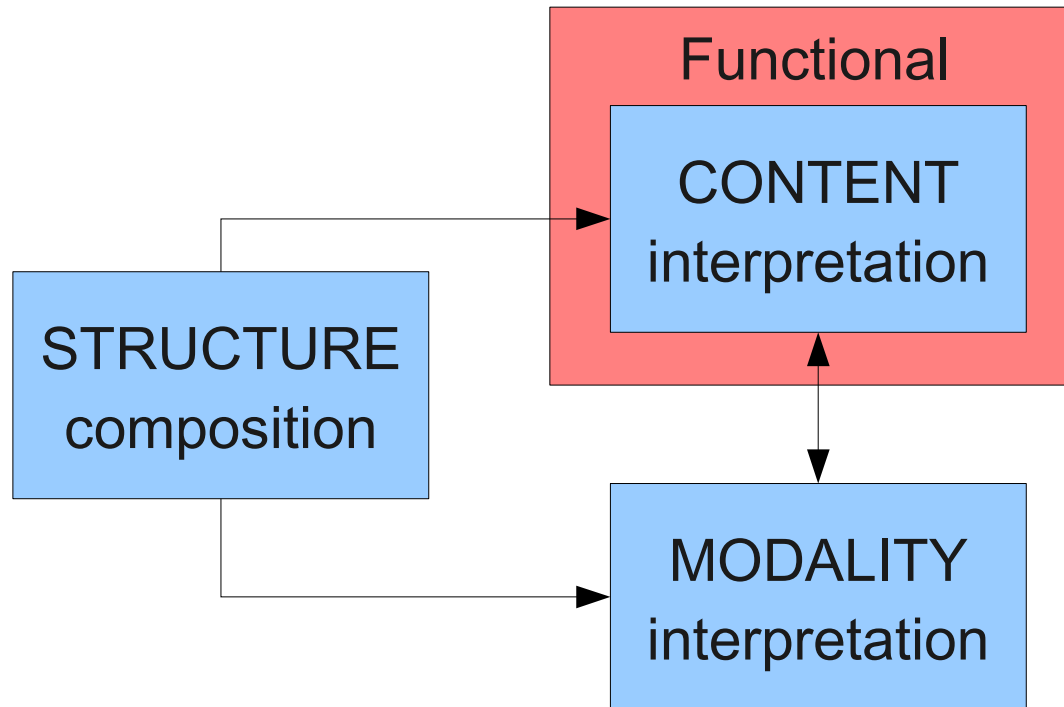 Functional
CONTENT
interpretation
STRUCTURE
composition
MODALITY
interpretation